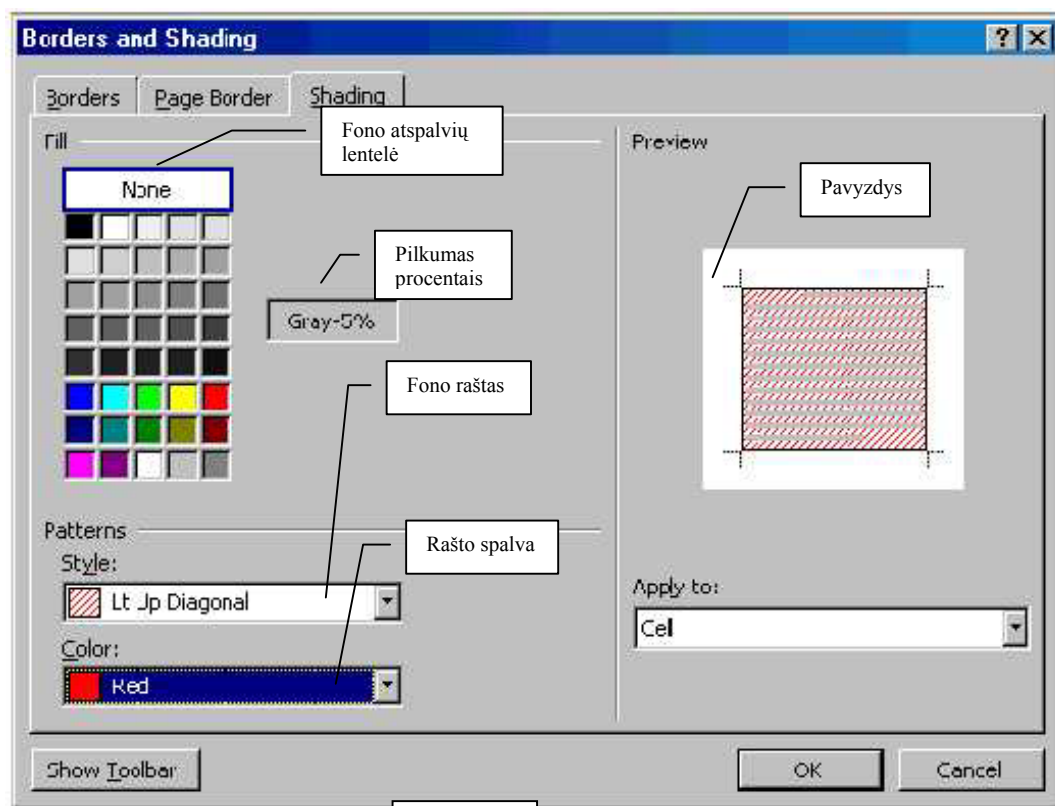 Borders and Shading
Borders
Page Border
Shading
Fill
Fono atspalvių
lentelė
Preview
None
Pavyzdys
Pilkumas
procentais
Gray-5%
Fono raštas
Patterns
Rašto spalva
Style:
Lt Up Diagonal
Apply to:
Cell
Color:
Red
Show Toolbar
OK
Cancel